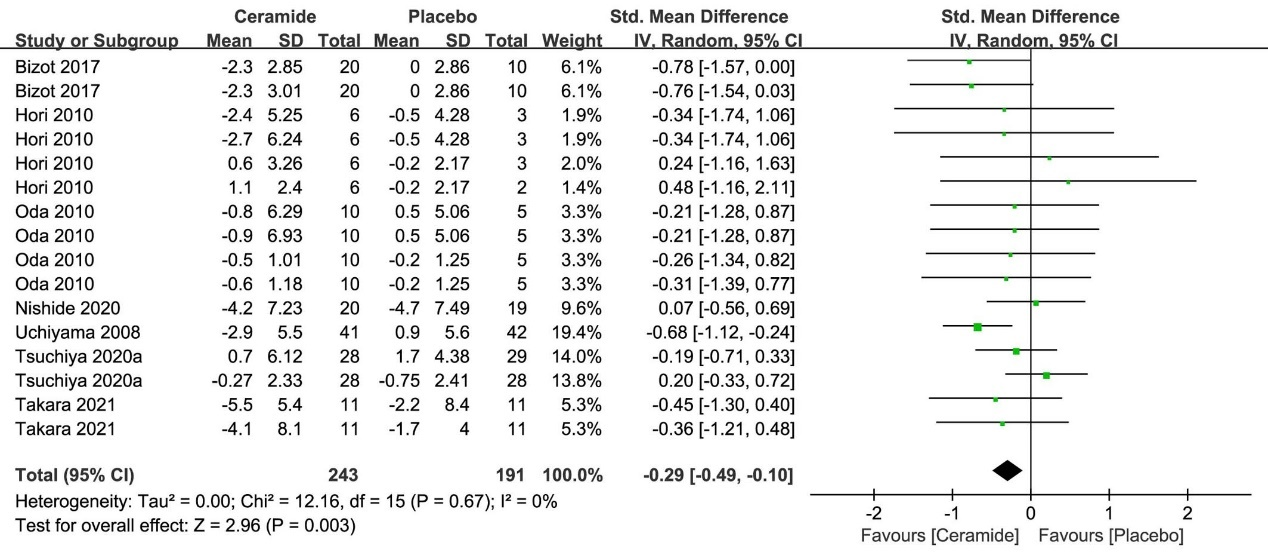 Ceramide Placebo Std. Mean Difference Std. Mean Difference
Study or Subgroup Mean SD Total Mean SD Total Weight IV, Random, 95% CI IV, Random, 95% CI
Bizot 2017 -2.3 2.85 20 0 2.86 10 6.1% -0.78 [-1.57, 0.00]
Bizot 2017 -2.3 3.01 20 0 2.86 10 6.1% -0.76 [-1.54, 0.03]
Hori 2010 -2.4 5.25 6 -0.5 4.28 3 1.9% -0.34 [-1.74, 1.06]
Hori 2010 -2.7 6.24 6 -0.5 4.28 3 1.9% -0.34 [-1.74, 1.06]
Hori 2010 0.6 3.26 6 -0.2 2.17 3 2.0% 0.24 [-1.16, 1.63]
Hori 2010 1.1 2.4 6 -0.2 2.17 2 1.4% 0.48 [-1.16, 2.11]
Oda 2010 -0.8 6.29 10 0.5 5.06 5 3.3% -0.21 [-1.28, 0.87]
Oda 2010 -0.9 6.93 10 0.5 5.06 5 3.3% -0.21 [-1.28, 0.87]
Oda 2010 -0.5 1.01 10 -0.2 1.25 5 3.3% -0.26 [-1.34, 0.82]
Oda 2010 -0.6 1.18 10 -0.2 1.25 5 3.3% -0.31 [-1.39, 0.77]
Nishide 2020 -4.2 7.23 20 -4.7 7.49 19 9.6% 0.07 [-0.56, 0.69]
Uchiyama 2008 -2.9 5.5 41 0.9 5.6 42 19.4% -0.68 [-1.12, -0.24]
Tsuchiya 2020a 0.7 6.12 28 1.7 4.38 29 14.0% -0.19 [-0.71, 0.33]
Tsuchiya 2020a -0.27 2.33 28 -0.75 2.41 28 13.8% 0.20 [-0.33, 0.72]
Takara 2021 -5.5 5.4 11 -2.2 8.4 11 5.3% -0.45 [-1.30, 0.40]
Takara 2021 -4.1 8.1 11 -1.7 4 11 5.3% -0.36 [-1.21, 0.48]
Total (95% CI) 243 191 100.0% -0.29 [-0.49, -0.10]
Heterogeneity: Tau² = 0.00; Chi² = 12.16, df = 15 (P = 0.67); I² = 0%
Test for overall effect: Z = 2.96 (P = 0.003)
-2 -1 0 1 2
Favours [Ceramide] Favours [Placebo]